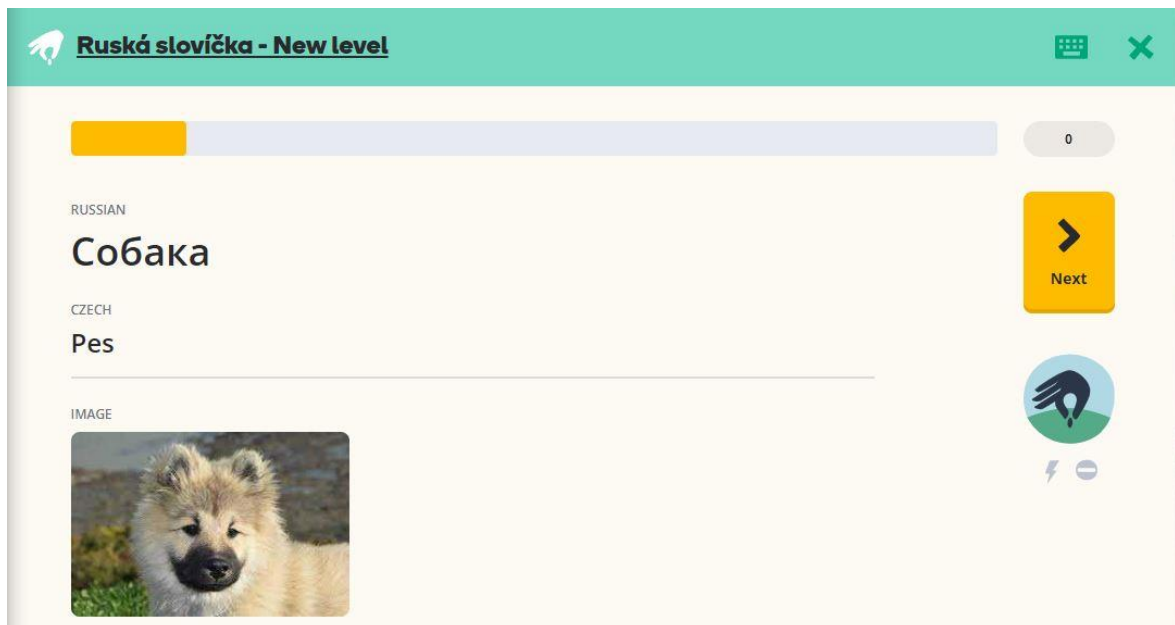 Ruská slovíčka - New level
0
RUSSIAN
Собака
Next
CZECH
Pes
IMAGE